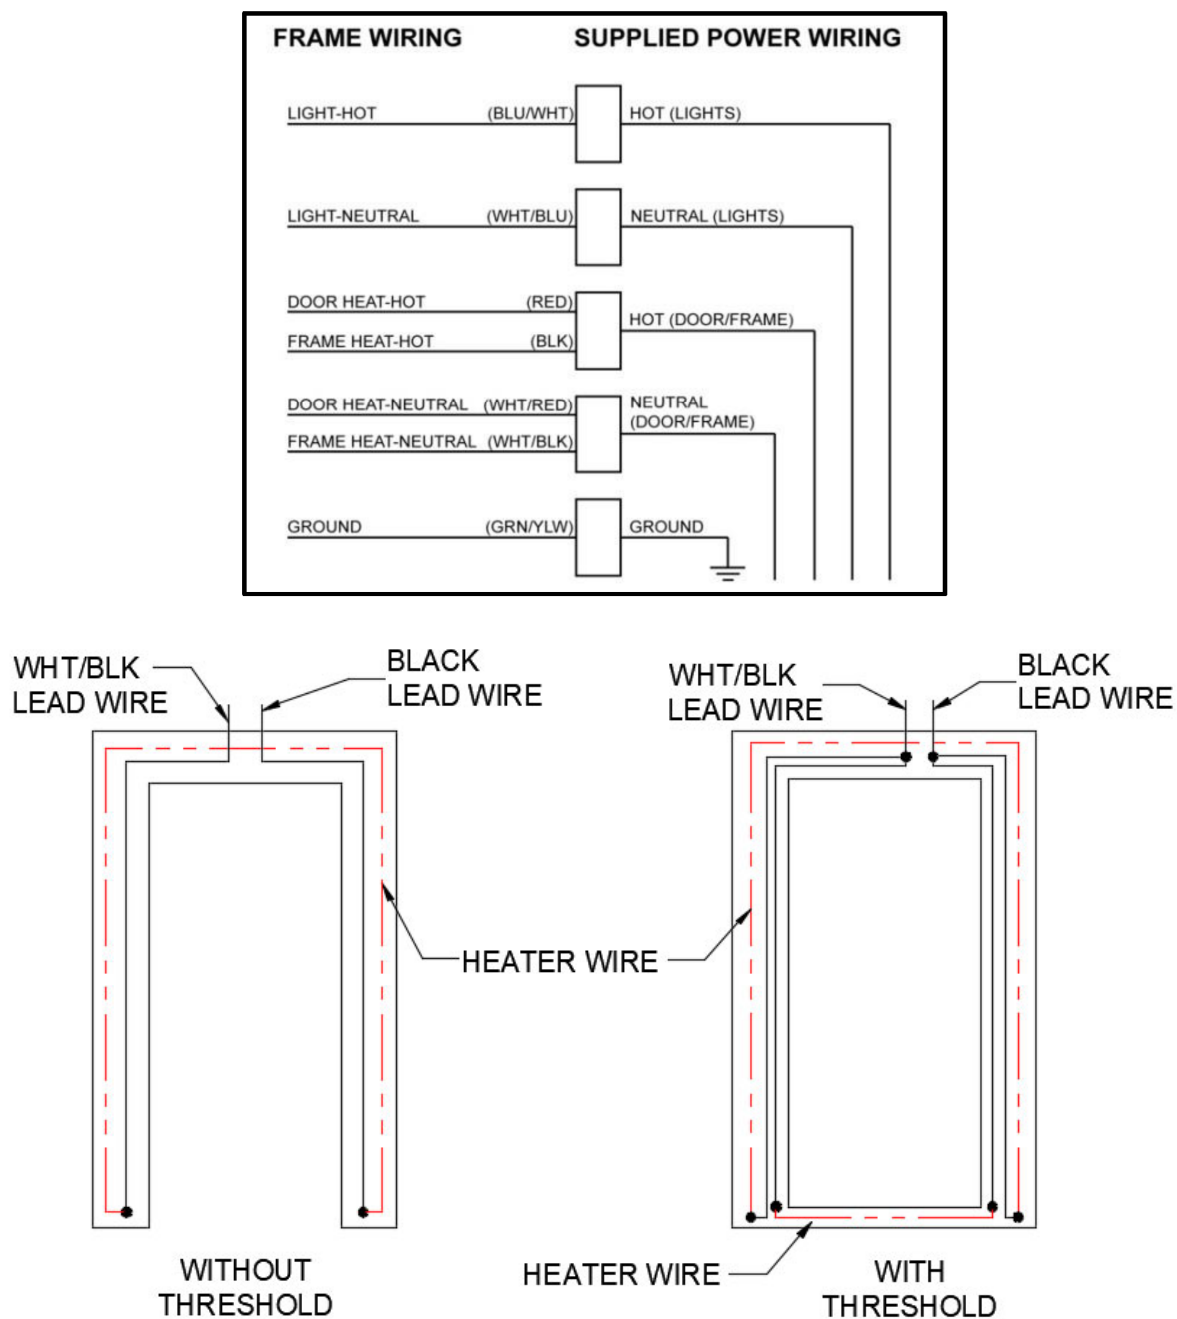 FRAME WIRING
SUPPLIED POWER WIRING
LIGHT-HOT (BLU/WHT) HOT (LIGHTS)
LIGHT-NEUTRAL (WHT/BLU) NEUTRAL (LIGHTS)
DOOR HEAT-HOT (RED)
HOT (DOOR/FRAME)
FRAME HEAT-HOT (BLK)
DOOR HEAT-NEUTRAL (WHT/RED)
NEUTRAL
(DOOR/FRAME)
FRAME HEAT-NEUTRAL (WHT/BLK)
GROUND (GRN/YLW) GROUND
WHT/BLK
LEAD WIRE
BLACK
LEAD WIRE
WHT/BLK
LEAD WIRE
BLACK
LEAD WIRE
HEATER WIRE
HEATER WIRE
WITHOUT
THRESHOLD
WITH
THRESHOLD